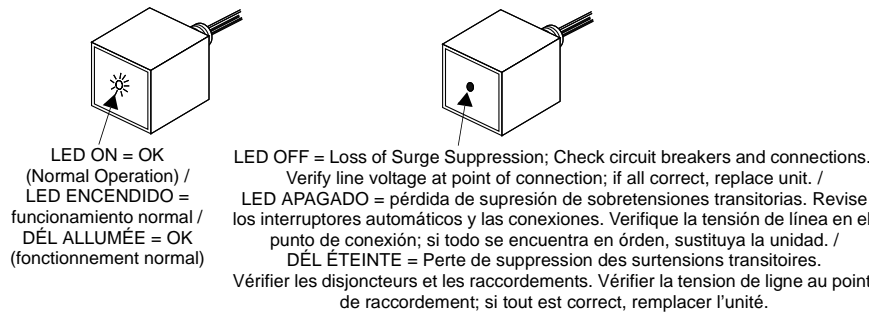 LED ON = OK
(Normal Operation) /
LED ENCENDIDO =
funcionamiento normal /
DÉL ALLUMÉE = OK
(fonctionnement normal)
LED OFF = Loss of Surge Suppression; Check circuit breakers and connections.
Verify line voltage at point of connection; if all correct, replace unit. /
LED APAGADO = pérdida de supresión de sobretensiones transitorias. Revise
los interruptores automáticos y las conexiones. Verifique la tensión de línea en el
punto de conexión; si todo se encuentra en órden, sustituya la unidad. /
DÉL ÉTEINTE = Perte de suppression des surtensions transitoires.
Vérifier les disjoncteurs et les raccordements. Vérifier la tension de ligne au point
de raccordement; si tout est correct, remplacer l'unité.